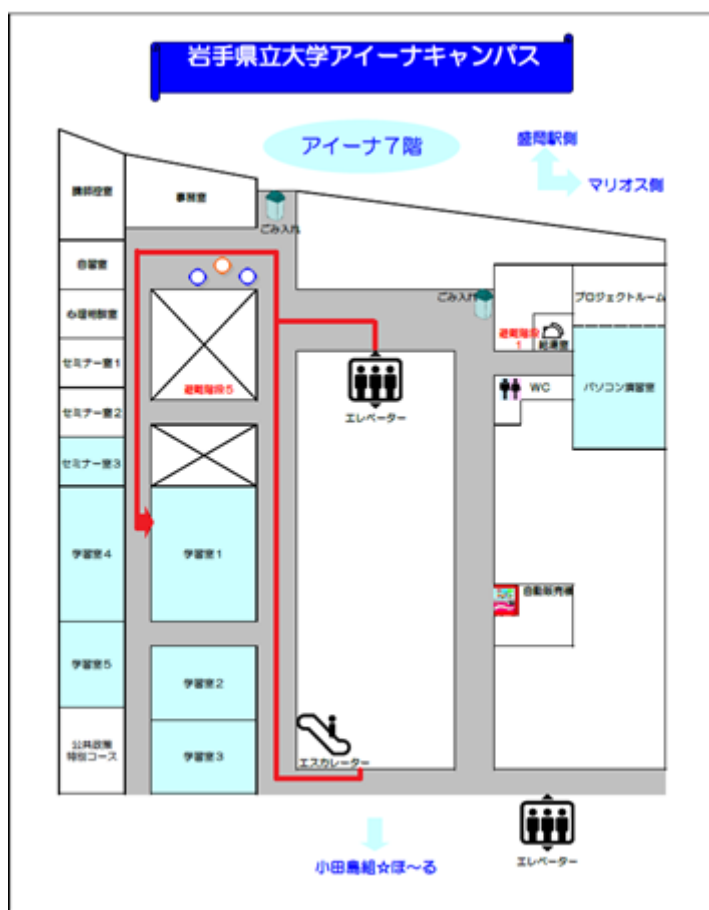 岩手県立大学アイーナキャンパス
アイーナ7階
盛岡駅側
マリオス側
講師控室
事務室
ごみ入れ
自習室
心理相談室
ごみ入れ
プロジェクトルーム
避難階段
1
給湯室
セミナー室1
避難階段5
エレベーター
WC
パソコン演習室
セミナー室2
セミナー室3
学習室4
学習室1
自動販売機
学習室5
学習室2
公共政策
特別コース
学習室3
エスカレーター
エレベーター
小田島組☆ほ～る